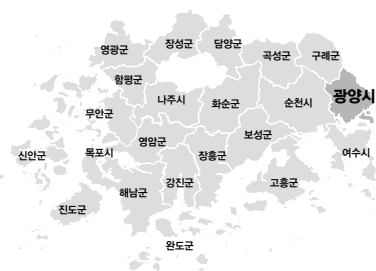 장성군
담양군
영광군
곡성군
구례군
함평군
나주시
화순군
순천시
광양시
무안군
보성군
영암군
신안군
목포시
장흥군
여수시
강진군
고흥군
해남군
진도군
완도군